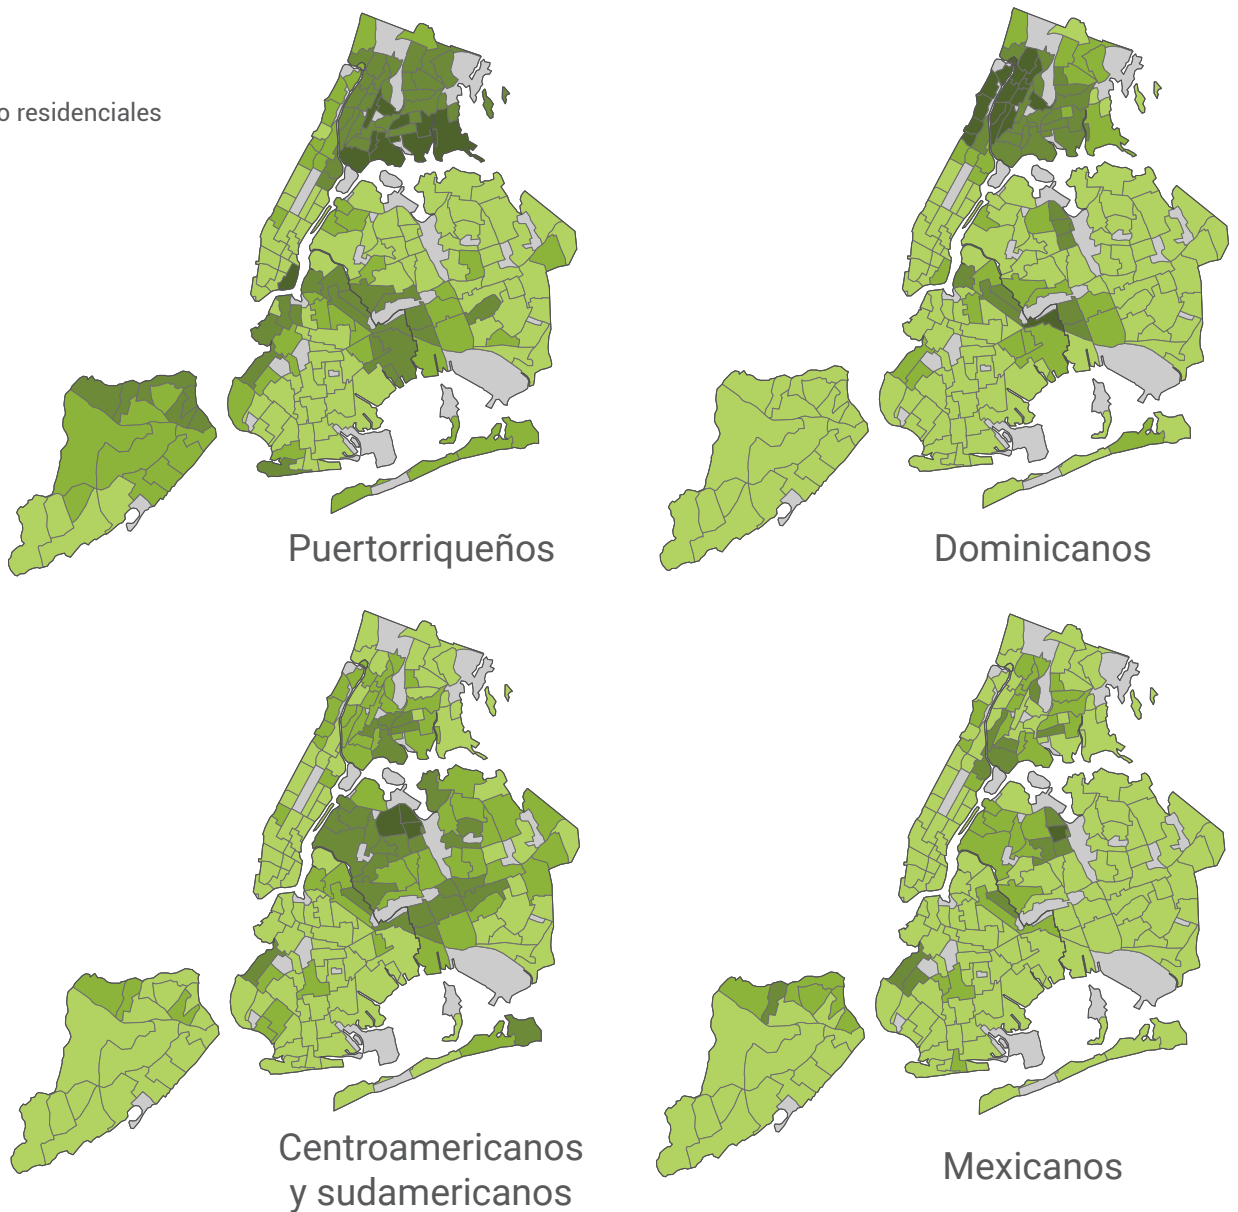 o residenciales
Puertorriqueños
Dominicanos
Centroamericanos
y sudamericanos
Mexicanos